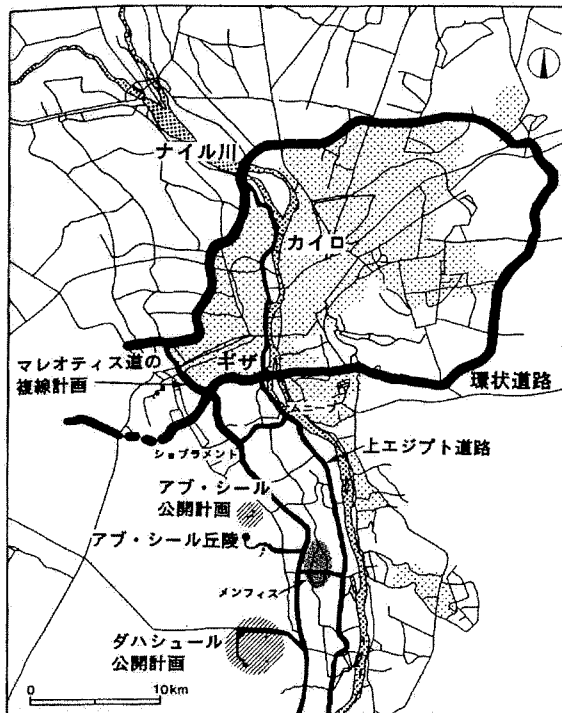 ナイル川
カイロ
マレオティス道の
複線計画
ギザ
環状道路
ムニーブ
ショブラメント
上エジプト道路
アブ・シール
公開計画
アブ・シール丘陵
メンフィス
ダハシュール
公開計画
0 10km